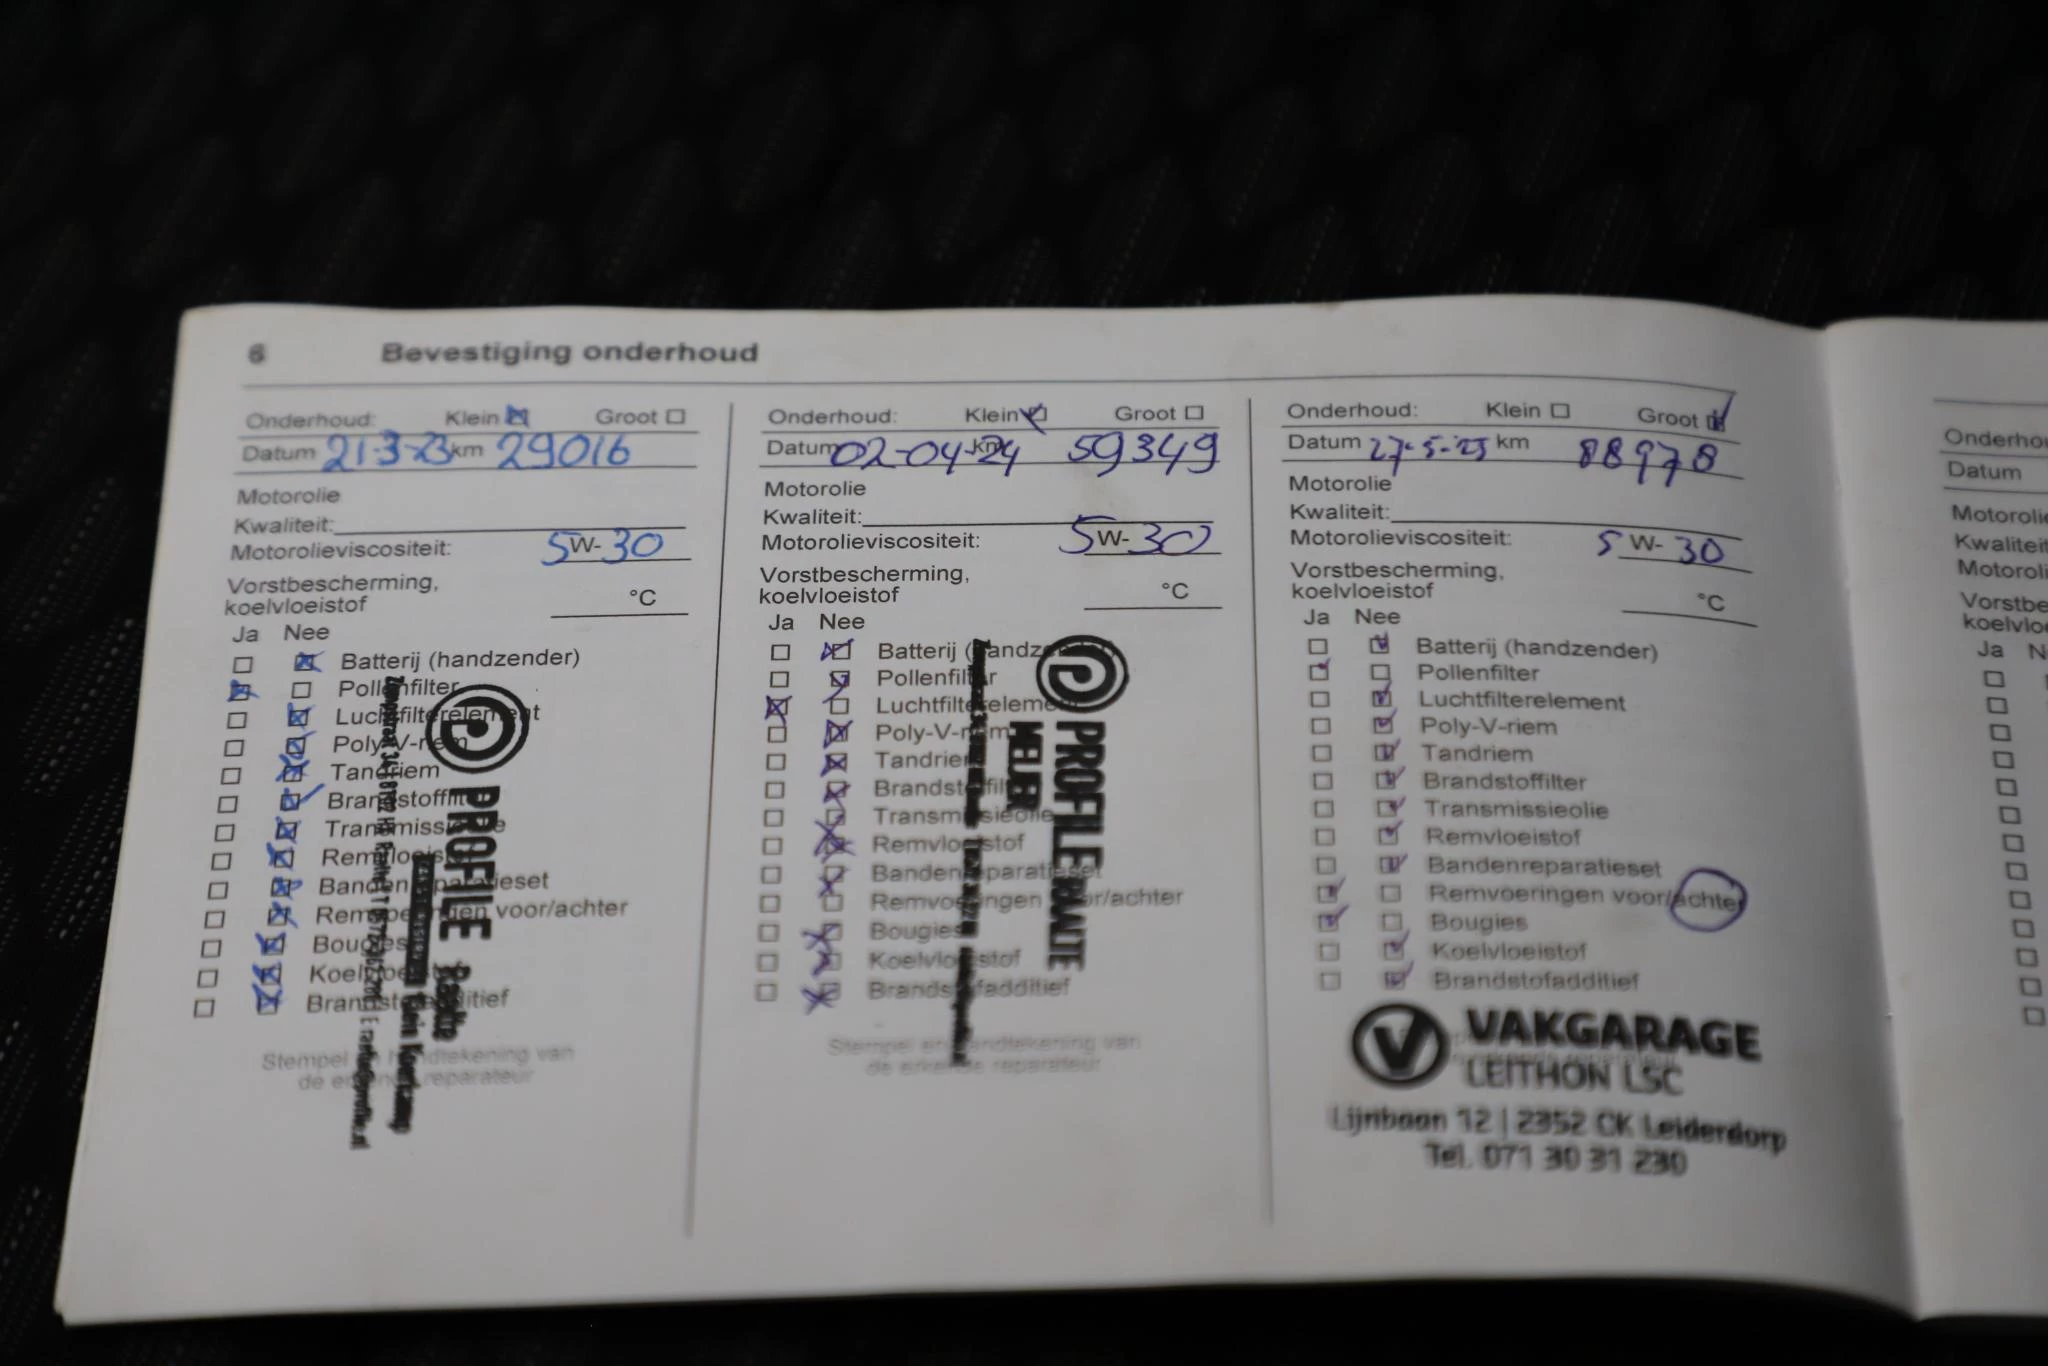 6 Bevestiging onderhoud
Onderhoud: Klein Groot
Datum 21-3-23 km 29016
Motorolie
Kwaliteit:
Motorolieviscositeit: 5W-30
Vorstbescherming,
koelvloeistof °C
Ja Nee
Batterij (handzender)
Pollenfilter
Luchtfilterelement
Poly-V-riem
Tandriem
Brandstoffilter
Transmissieolie
Remvloeistof
Bandenreparatieset
Remvoeringen voor/achter
Bougies
Koelvloeistof
Brandstofadditief
Stempel en handtekening van
de erkende reparateur
PROFILE
Onderhoud: Klein Groot
Datum 02-04-24 km 59349
Motorolie
Kwaliteit:
Motorolieviscositeit: 5W-30
Vorstbescherming,
koelvloeistof °C
Ja Nee
Batterij (handzender)
Pollenfilter
Luchtfilterelement
Poly-V-riem
Tandriem
Brandstoffilter
Transmissieolie
Remvloeistof
Bandenreparatieset
Remvoeringen voor/achter
Bougies
Koelvloeistof
Brandstofadditief
Stempel en handtekening van
de erkende reparateur
PROFILE
Onderhoud: Klein Groot
Datum 27-5-25 km 88978
Motorolie
Kwaliteit:
Motorolieviscositeit: 5W-30
Vorstbescherming,
koelvloeistof °C
Ja Nee
Batterij (handzender)
Pollenfilter
Luchtfilterelement
Poly-V-riem
Tandriem
Brandstoffilter
Transmissieolie
Remvloeistof
Bandenreparatieset
Remvoeringen voor/achter
Bougies
Koelvloeistof
Brandstofadditief
VAKGARAGE
LEITHON LSC
Lijnbaan 12 | 2352 CK Leiderdorp
Tel. 071 30 31 230
Datum